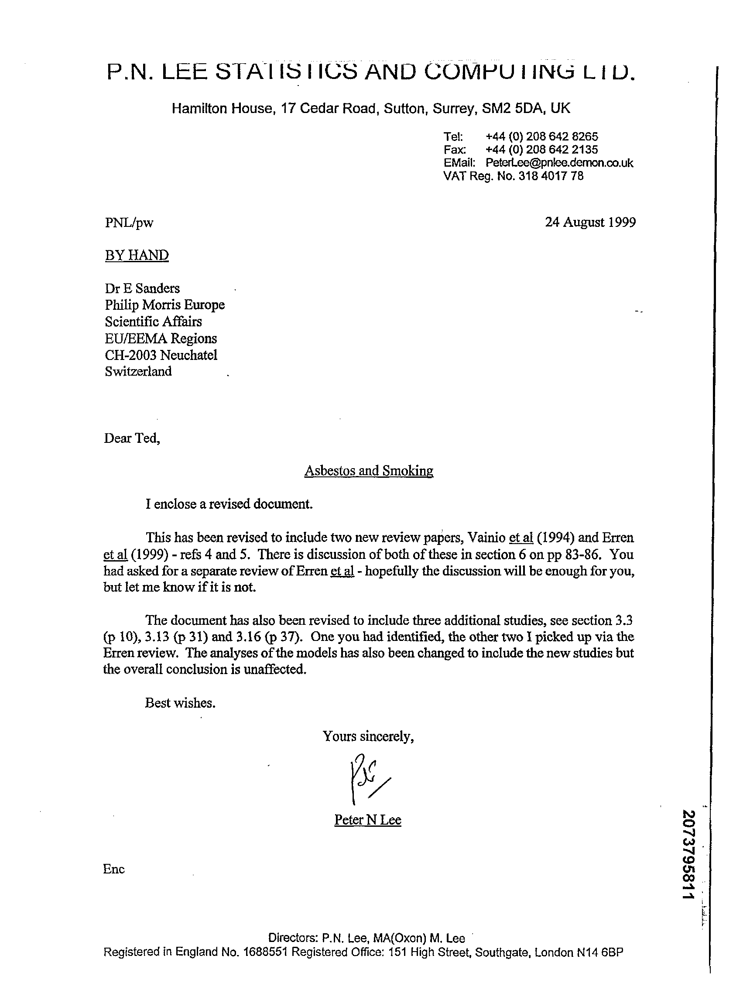 P.N. LEE STATISTICS AND COMPUTING LTD.
Hamilton House, 17 Cedar Road, Sutton, Surrey, SM2 5DA, UK
Tel: +44 (0) 208 642 8265
Fax: +44 (0) 208 642 2135
EMail: PeterLee@pnlee.demon.co.uk
VAT Reg. No. 318 4017 78
PNL/pw 24 August 1999
BY HAND
Dr E Sanders
Philip Morris Europe
Scientific Affairs
EU/EEMA Regions
CH-2003 Neuchatel
Switzerland
Dear Ted,
Asbestos and Smoking
I enclose a revised document.
This has been revised to include two new review papers, Vainio et al (1994) and Erren
et al (1999) - refs 4 and 5. There is discussion of both of these in section 6 on pp 83-86. You
had asked for a separate review of Erren et al - hopefully the discussion will be enough for you,
but let me know if it is not.
The document has also been revised to include three additional studies, see section 3.3
(p 10), 3.13 (p 31) and 3.16 (p 37). One you had identified, the other two I picked up via the
Erren review. The analyses of the models has also been changed to include the new studies but
the overall conclusion is unaffected.
Best wishes.
Yours sincerely,
Peter N Lee
Enc
2073795811
Directors: P.N. Lee, MA(Oxon) M. Lee
Registered in England No. 1688551 Registered Office: 151 High Street, Southgate, London N14 6BP